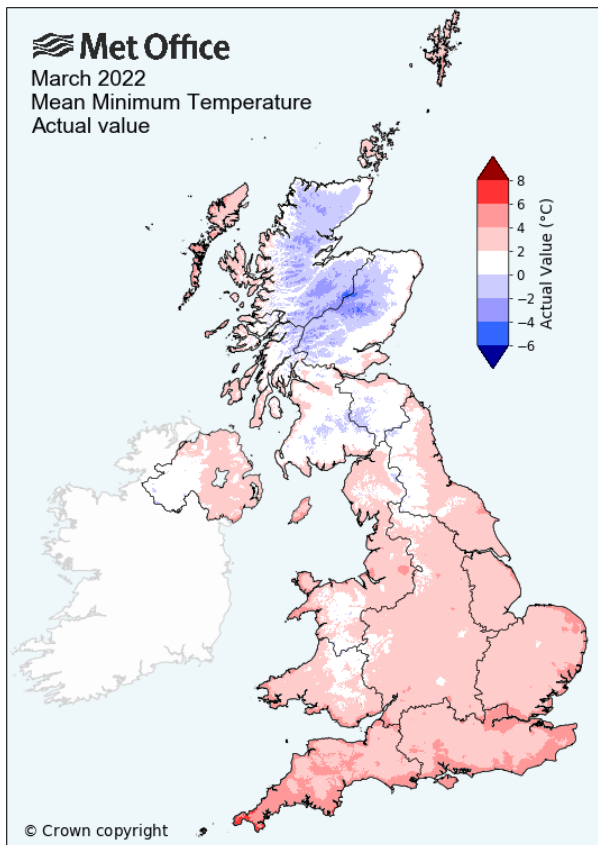 Met Office
March 2022
Mean Minimum Temperature
Actual value
8
6
4
2
0
−2
−4
−6
Actual Value (°C)
© Crown copyright